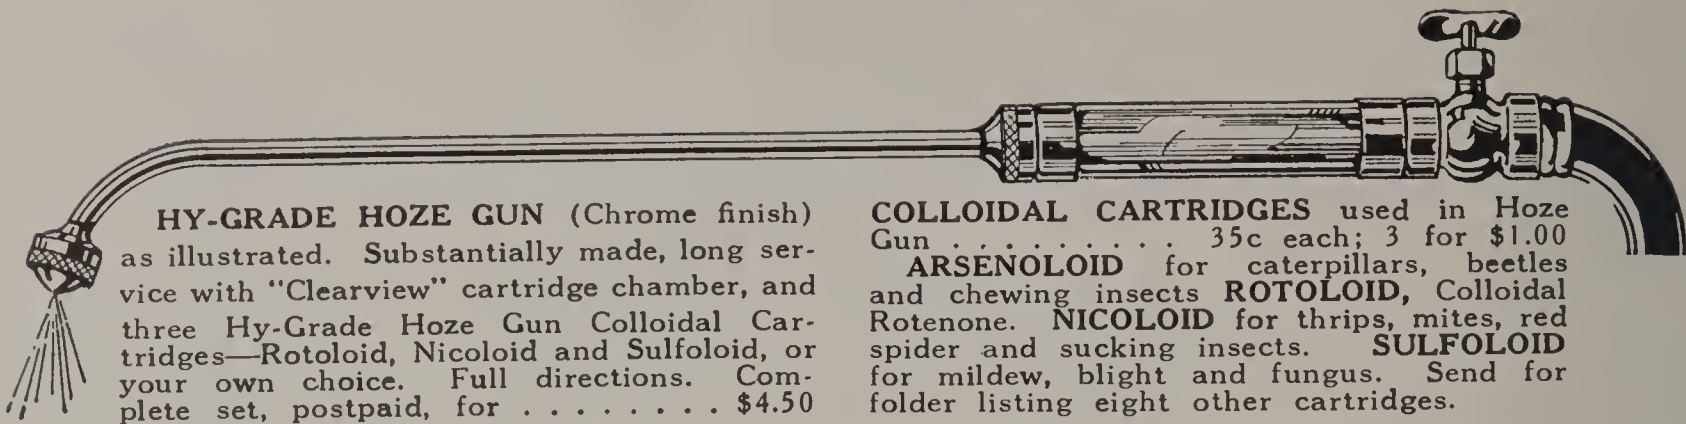 HY-GRADE HOZE GUN (Chrome finish)
as illustrated. Substantially made, long ser-
vice with "Clearview" cartridge chamber, and
three Hy-Grade Hoze Gun Colloidal Car-
tridges—Rotoloid, Nicoloid and Sulfoloid, or
your own choice. Full directions. Com-
plete set, postpaid, for . . . . . . . . $4.50
COLLOIDAL CARTRIDGES used in Hoze
Gun . . . . . . . . . 35c each; 3 for $1.00
ARSENOLOID for caterpillars, beetles
and chewing insects ROTOLOID, Colloidal
Rotenone. NICOLOID for thrips, mites, red
spider and sucking insects. SULFOLOID
for mildew, blight and fungus. Send for
folder listing eight other cartridges.